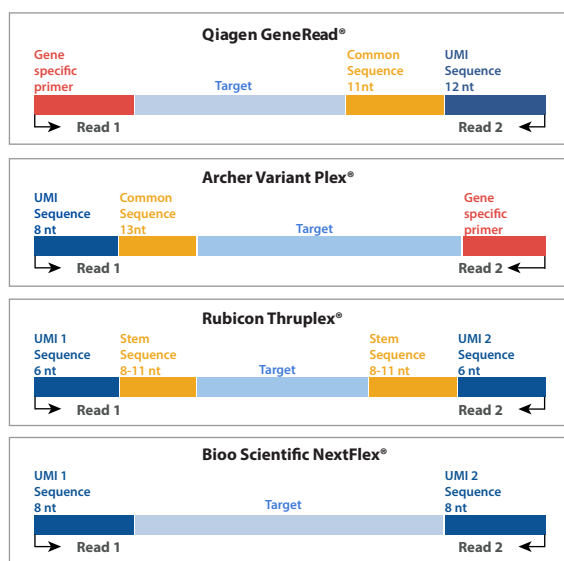 Qiagen GeneRead®
Gene
specific
primer
Target
Common
Sequence
11nt
UMI
Sequence
12 nt
Read 1
Read 2
Archer Variant Plex®
UMI
Sequence
8 nt
Common
Sequence
13nt
Target
Gene
specific
primer
Read 1
Read 2
Rubicon Thruplex®
UMI 1
Sequence
6 nt
Stem
Sequence
8-11 nt
Target
Stem
Sequence
8-11 nt
UMI 2
Sequence
6 nt
Read 1
Read 2
Bioo Scientific NextFlex®
UMI 1
Sequence
8 nt
Target
UMI 2
Sequence
8 nt
Read 1
Read 2